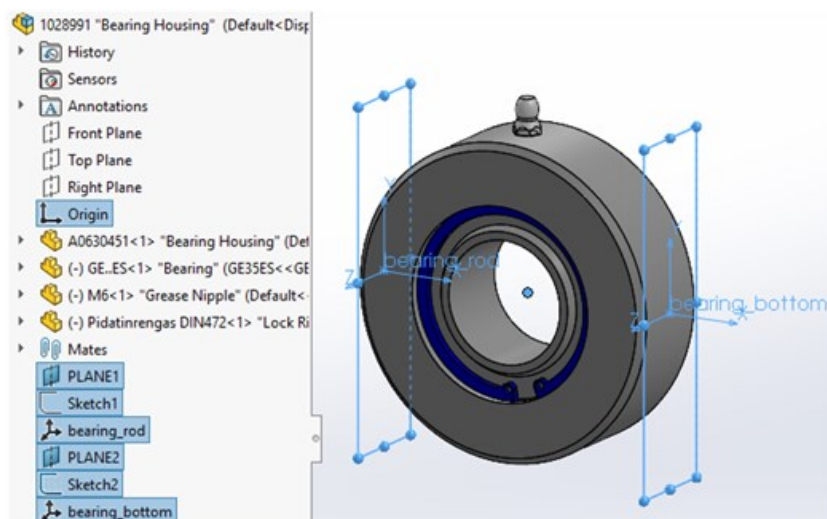 1028991 "Bearing Housing" (Default<Disp
History
Sensors
Annotations
Front Plane
Top Plane
Right Plane
Origin
A0630451<1> "Bearing Housing" (Def
(-) GE..ES<1> "Bearing" (GE35ES<<GE
(-) M6<1> "Grease Nipple" (Default<
(-) Pidatinrengas DIN472<1> "Lock Ri
Mates
PLANE1
Sketch1
bearing_rod
PLANE2
Sketch2
bearing_bottom
Y
bearing_rod
Z
X
Y
bearing_bottom
Z
X